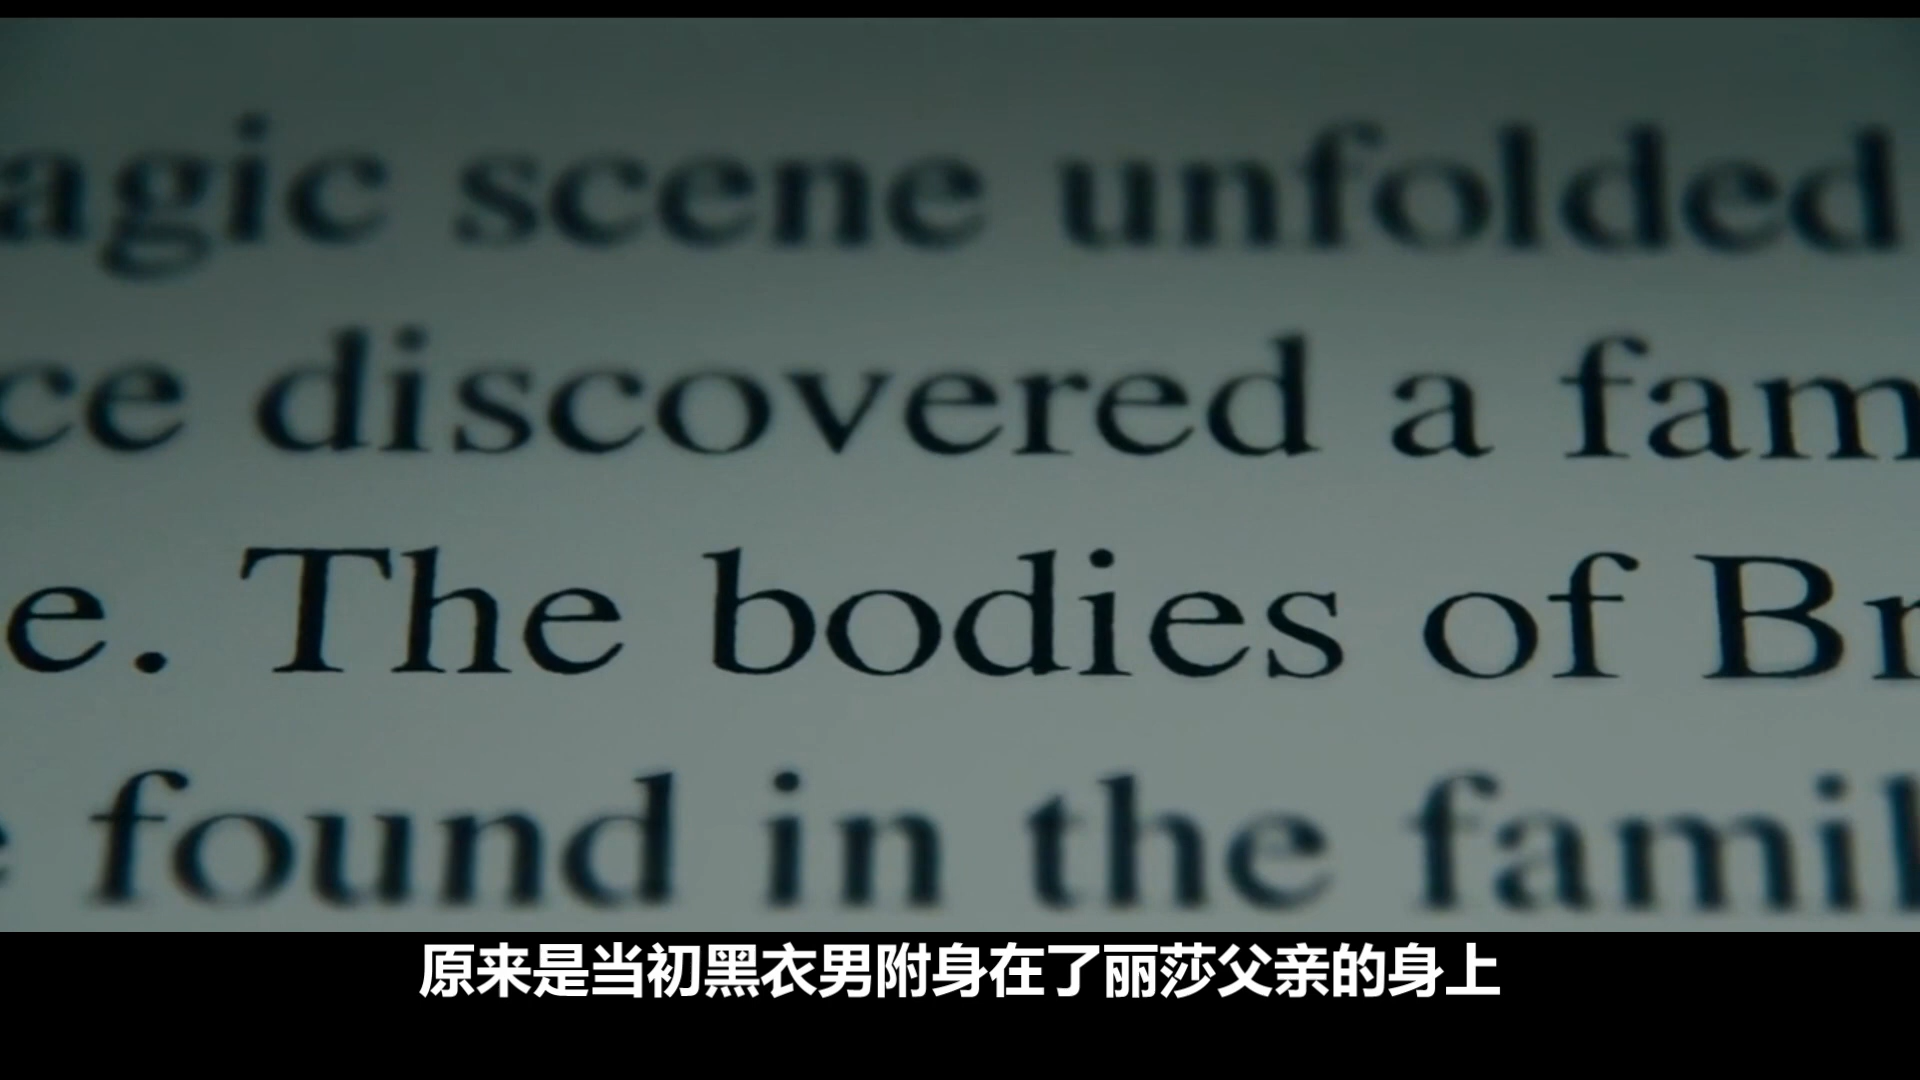 agic scene unfolded
ce discovered a fam
e. The bodies of Br
found in the famil
原来是当初黑衣男附身在了丽莎父亲的身上